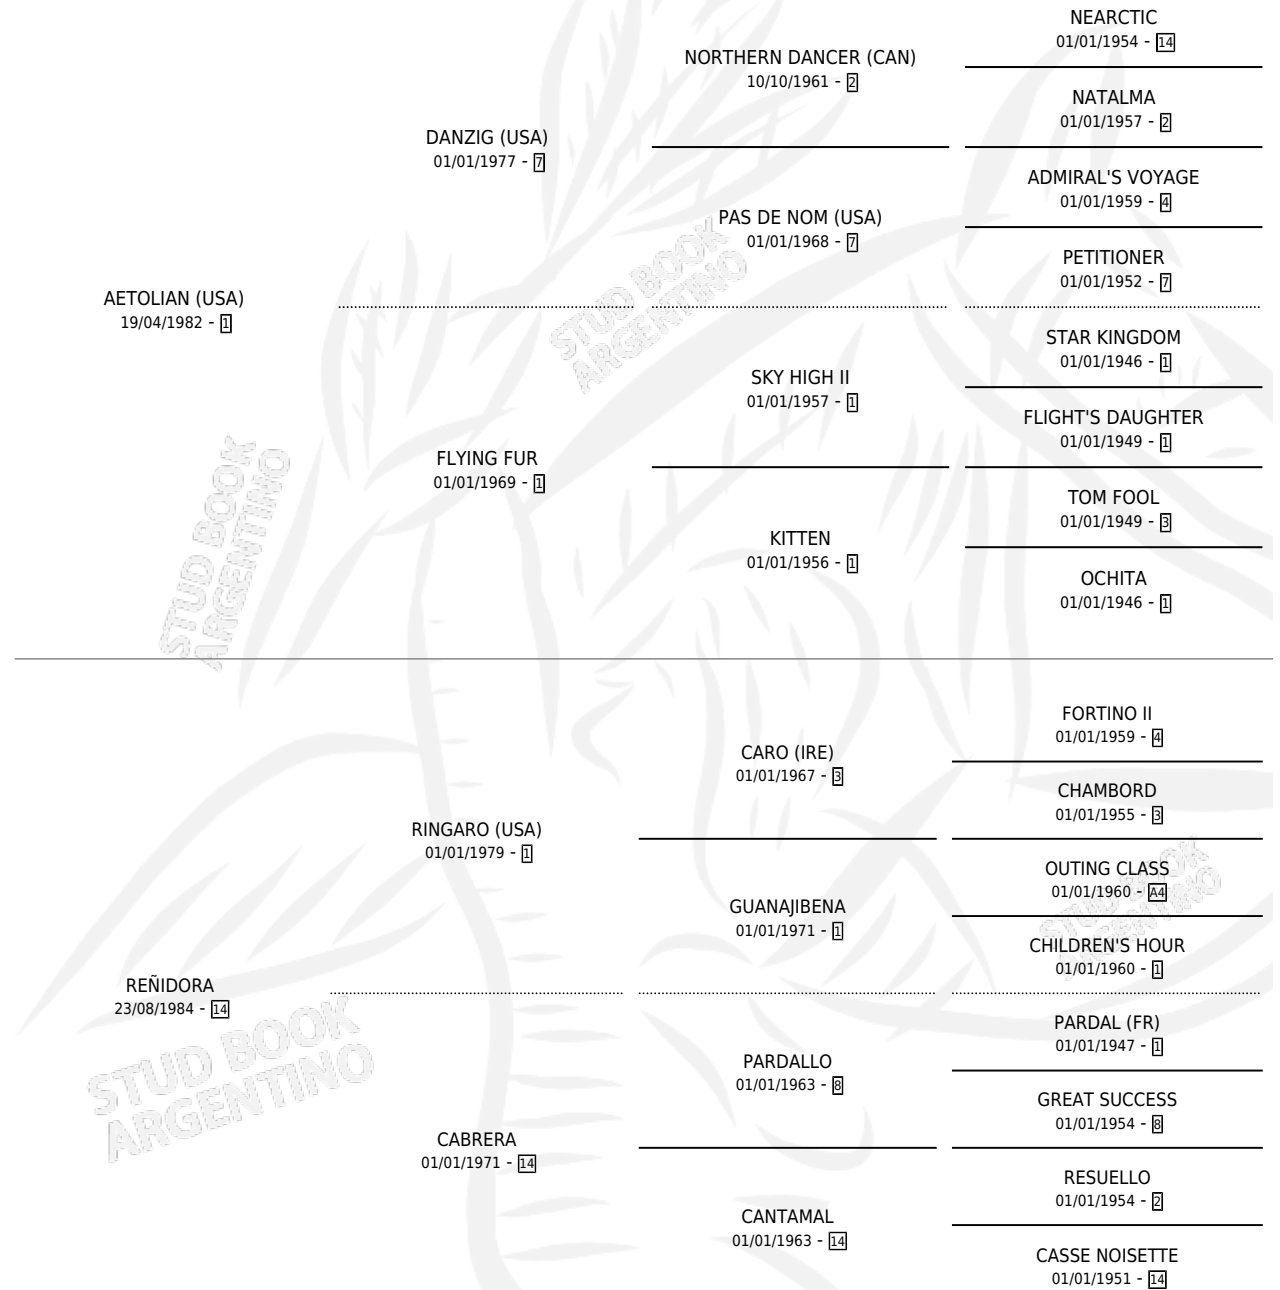 NEARCTIC
01/01/1954 - 14
NORTHERN DANCER (CAN)
10/10/1961 - 2
NATALMA
01/01/1957 - 2
DANZIG (USA)
01/01/1977 - 7
ADMIRAL'S VOYAGE
01/01/1959 - 4
PAS DE NOM (USA)
01/01/1968 - 7
PETITIONER
01/01/1952 - 7
AETOLIAN (USA)
19/04/1982 - 1
STAR KINGDOM
01/01/1946 - 1
SKY HIGH II
01/01/1957 - 1
FLIGHT'S DAUGHTER
01/01/1949 - 1
FLYING FUR
01/01/1969 - 1
TOM FOOL
01/01/1949 - 3
KITTEN
01/01/1956 - 1
OCHITA
01/01/1946 - 1
FORTINO II
01/01/1959 - 4
CARO (IRE)
01/01/1967 - 3
CHAMBORD
01/01/1955 - 3
RINGARO (USA)
01/01/1979 - 1
OUTING CLASS
01/01/1960 - A4
GUANAJIBENA
01/01/1971 - 1
CHILDREN'S HOUR
01/01/1960 - 1
REÑIDORA
23/08/1984 - 14
PARDAL (FR)
01/01/1947 - 1
PARDALLO
01/01/1963 - 8
GREAT SUCCESS
01/01/1954 - 8
CABRERA
01/01/1971 - 14
RESUELLO
01/01/1954 - 2
CANTAMAL
01/01/1963 - 14
CASSE NOISETTE
01/01/1951 - 14
STUD BOOK
ARGENTINO
STUD BOOK
ARGENTINO
STUD BOOK
ARGENTINO
STUD BOOK
ARGENTINO